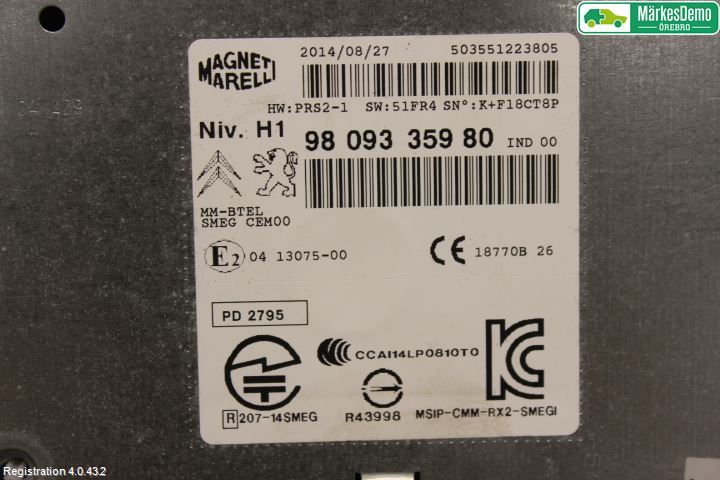 MärkesDemo
ÖREBRO
MAGNETI
MARELLI
2014/08/27 503551223805
HW:PRS2-1 SW:51FR4 SN°:K+F18CT8P
Niv. H1
98 093 359 80 IND 00
MM-BTEL
SMEG CEM00
E2 04 13075-00
CE 18770B 26
PD 2795
CCAI14LP0810T0
R 207-14SMEG
R43998
MSIP-CMM-RX2-SMEGI
Registration 4.0.43.2